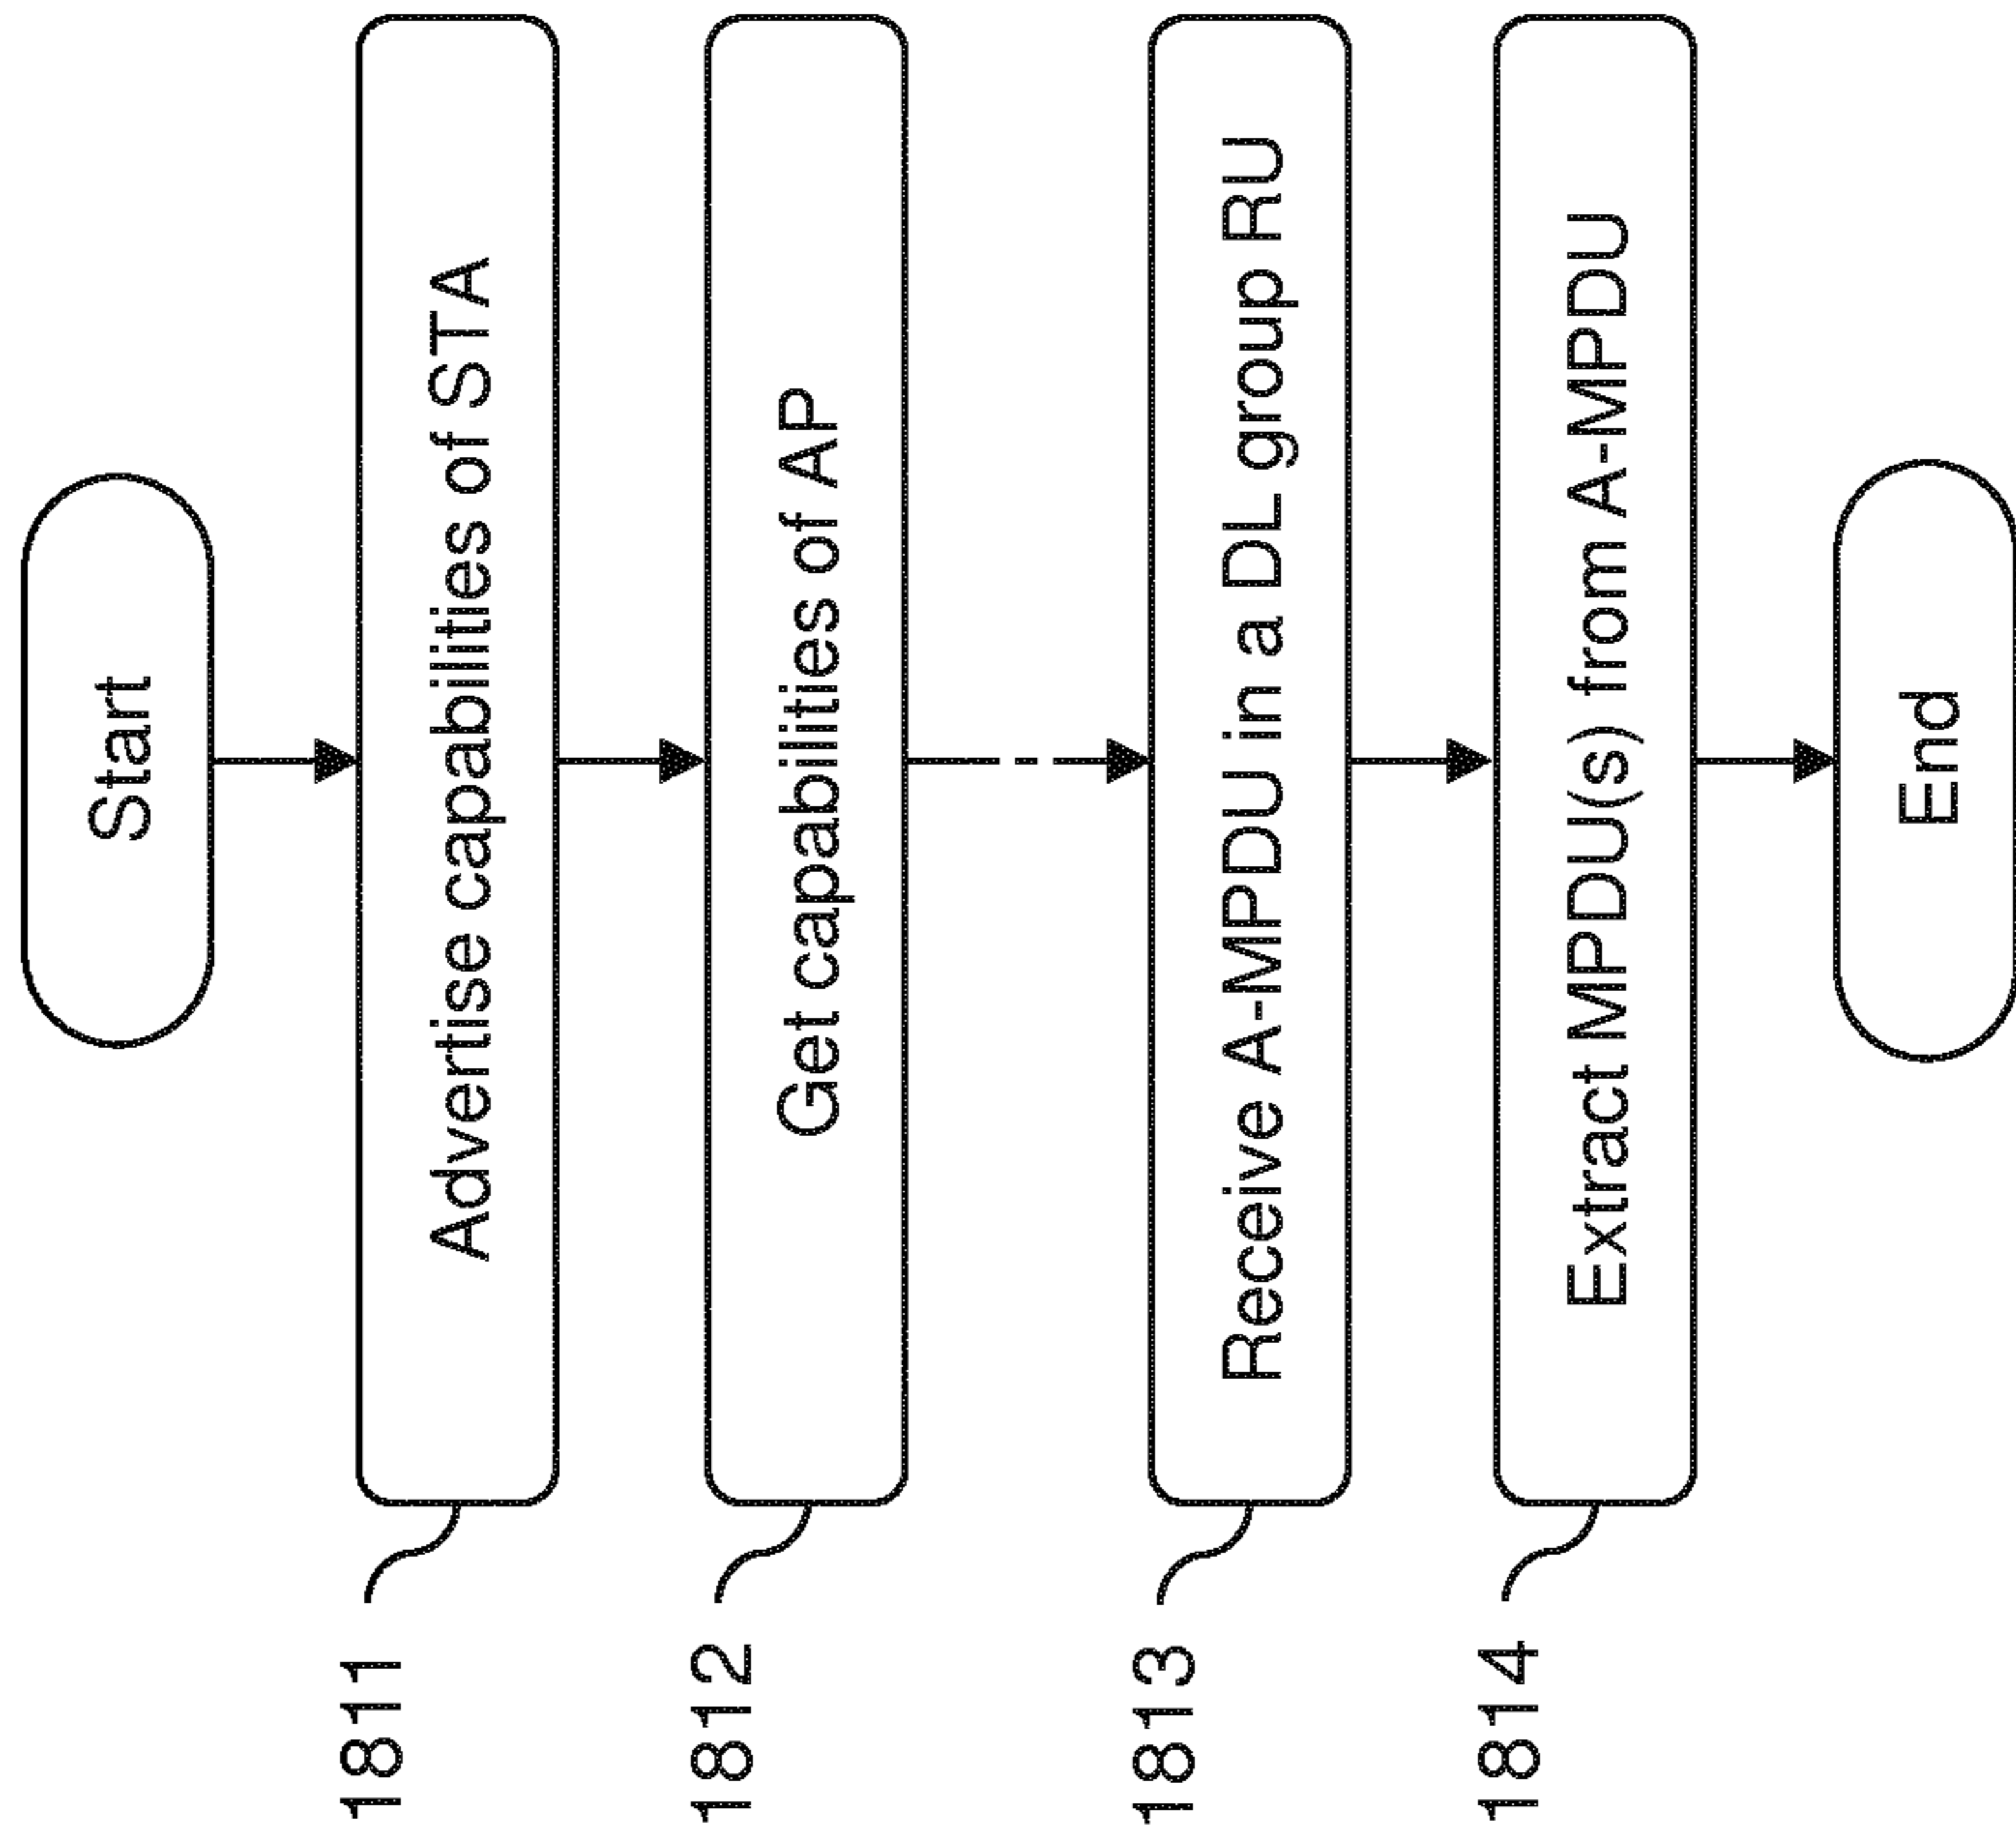 Start
1811
Advertise capabilities of STA
1812
Get capabilities of AP
1813
Receive A-MPDU in a DL group RU
1814
Extract MPDU(s) from A-MPDU
End